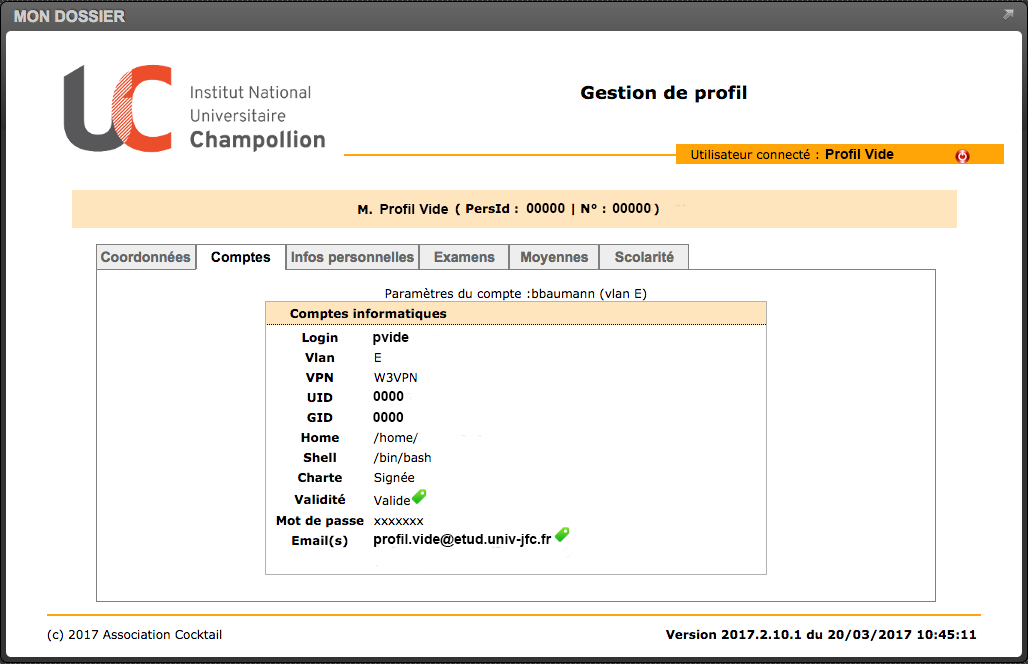 MON DOSSIER
UC
Institut National
Universitaire
Champollion
Gestion de profil
Utilisateur connecté : Profil Vide
M. Profil Vide ( PersId : 00000 | N° : 00000 )
Coordonnées Comptes Infos personnelles Examens Moyennes Scolarité
Paramètres du compte :bbaumann (vlan E)
Comptes informatiques
Login pvide
Vlan E
VPN W3VPN
UID 0000
GID 0000
Home /home/
Shell /bin/bash
Charte Signée
Validité Valide
Mot de passe xxxxxxx
Email(s) profil.vide@etud.univ-jfc.fr
(c) 2017 Association Cocktail
Version 2017.2.10.1 du 20/03/2017 10:45:11